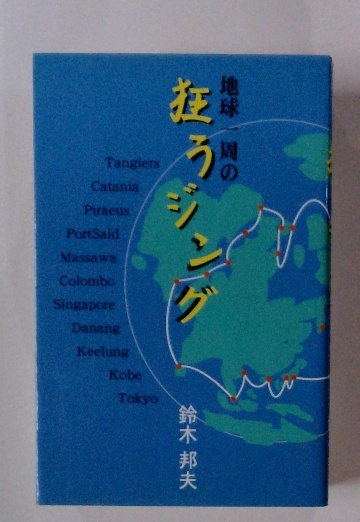 地球一周の
狂うジング
Tangiers
Catania
Piraeus
PortSaid
Massawa
Colombo
Singapore
Danang
Keelung
Kobe
Tokyo
鈴木 邦夫